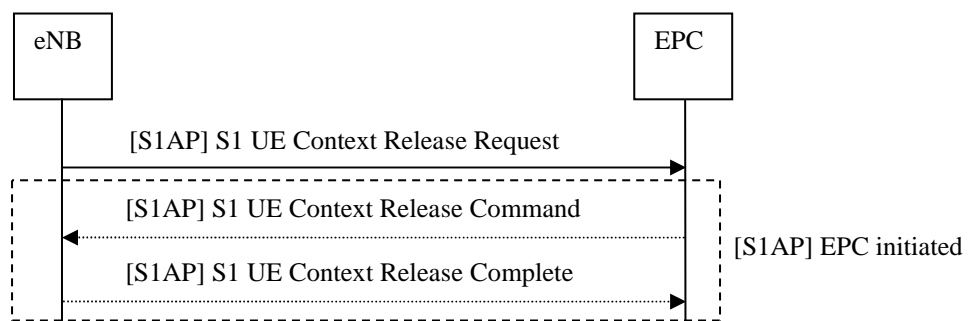 eNB
EPC
[S1AP] S1 UE Context Release Request
[S1AP] S1 UE Context Release Command
[S1AP] EPC initiated
[S1AP] S1 UE Context Release Complete